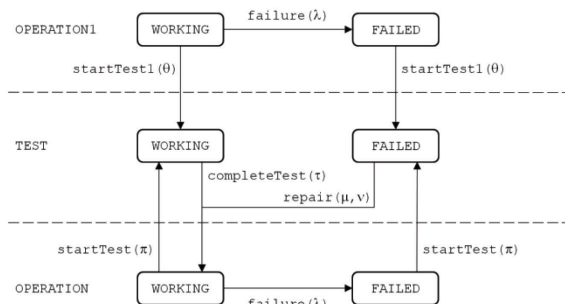 failure(λ)
OPERATION1 WORKING FAILED
startTest1(θ) startTest1(θ)
TEST WORKING FAILED
completeTest(τ)
repair(μ,ν)
startTest(π) startTest(π)
OPERATION WORKING FAILED
failure(λ)